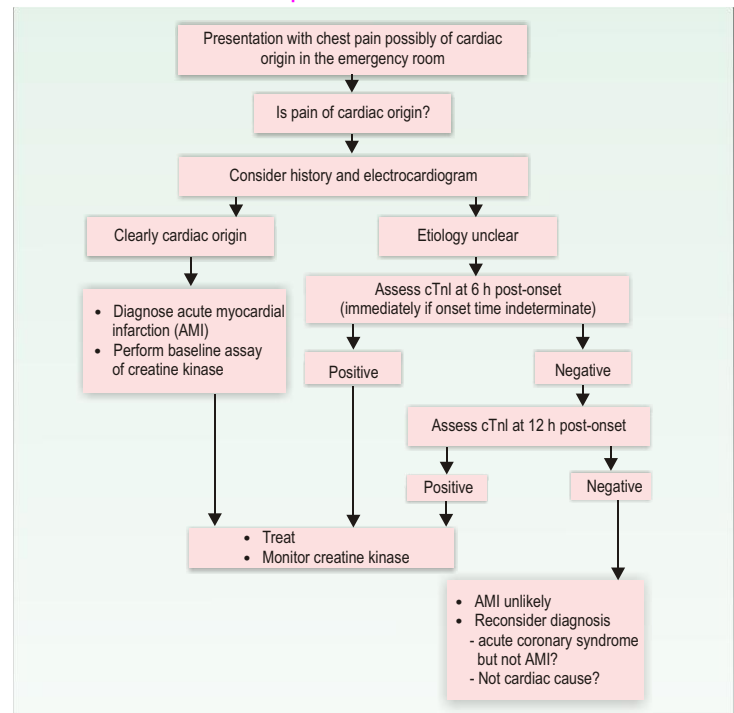 Presentation with chest pain possibly of cardiac
origin in the emergency room
Is pain of cardiac origin?
Consider history and electrocardiogram
Clearly cardiac origin
Etiology unclear
Assess cTnI at 6 h post-onset
(immediately if onset time indeterminate)
• Diagnose acute myocardial
infarction (AMI)
• Perform baseline assay
of creatine kinase
Positive
Negative
Assess cTnI at 12 h post-onset
Positive
Negative
• Treat
• Monitor creatine kinase
• AMI unlikely
• Reconsider diagnosis
- acute coronary syndrome
but not AMI?
- Not cardiac cause?